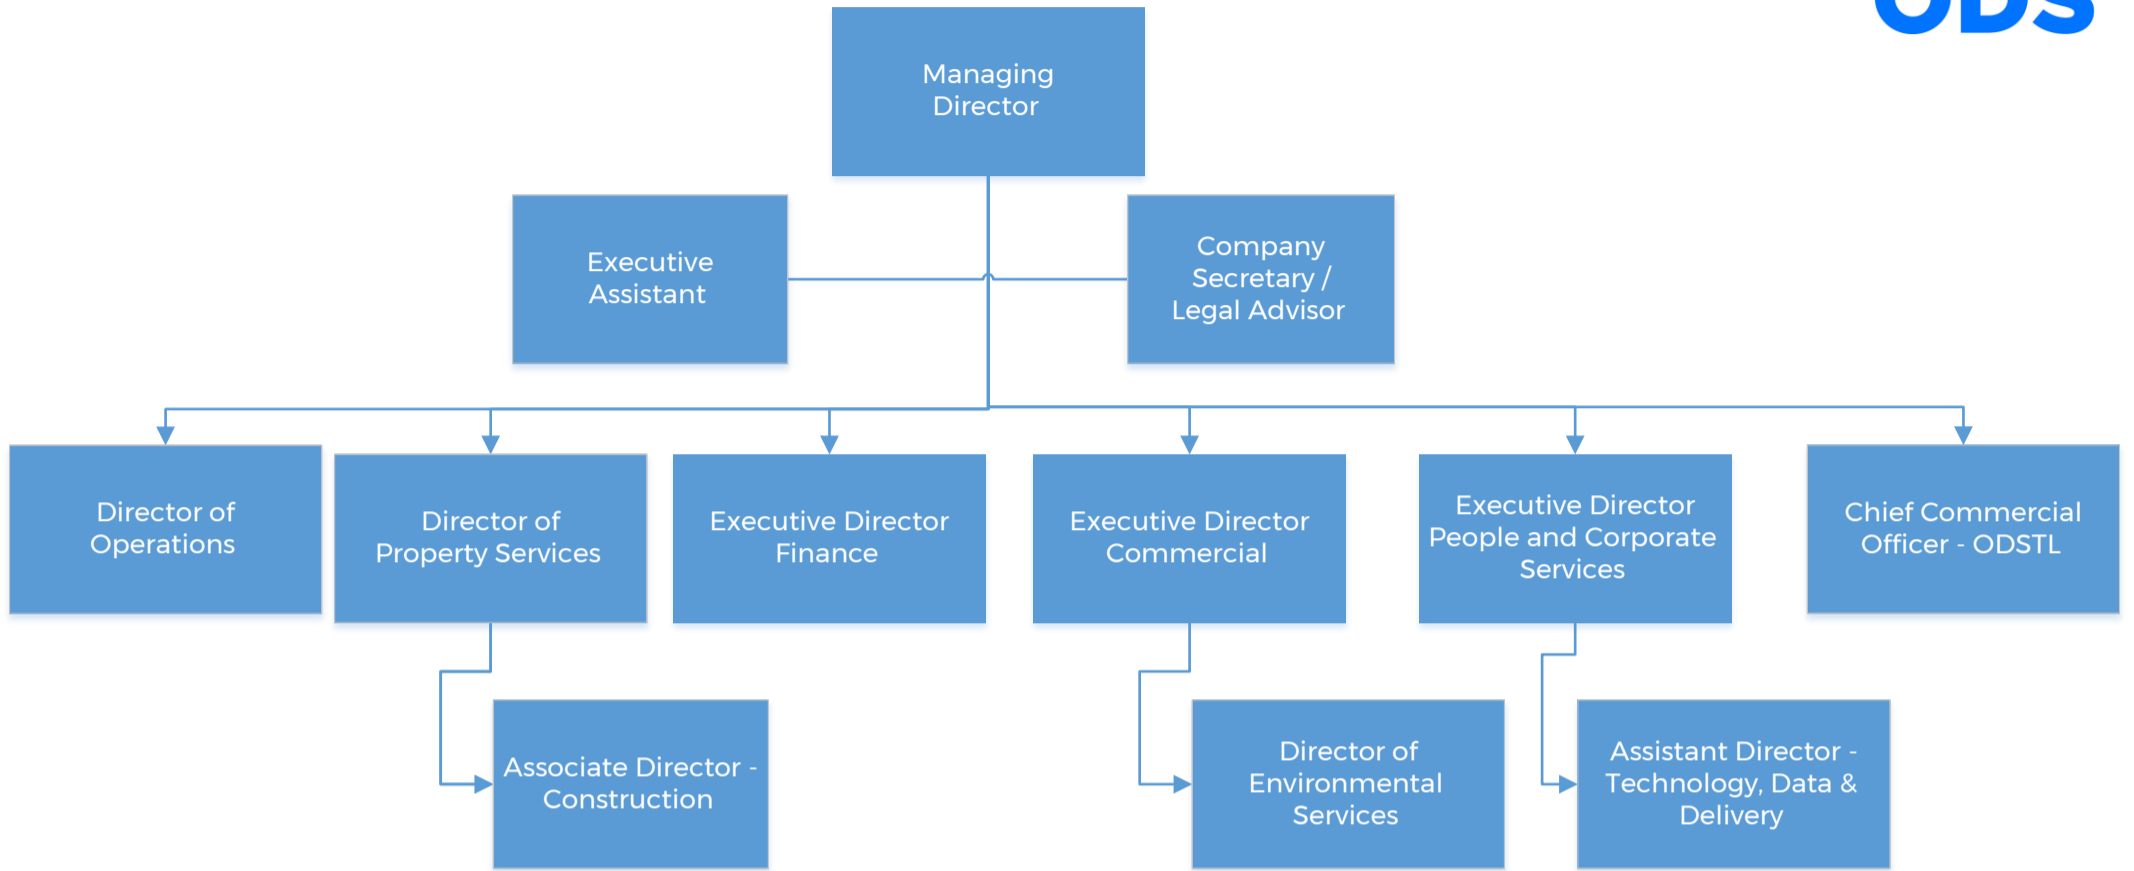 ODS
Managing
Director
Executive
Assistant
Company
Secretary /
Legal Advisor
Director of
Operations
Director of
Property Services
Executive Director
Finance
Executive Director
Commercial
Executive Director
People and Corporate
Services
Chief Commercial
Officer - ODSTL
Associate Director -
Construction
Director of
Environmental
Services
Assistant Director -
Technology, Data &
Delivery